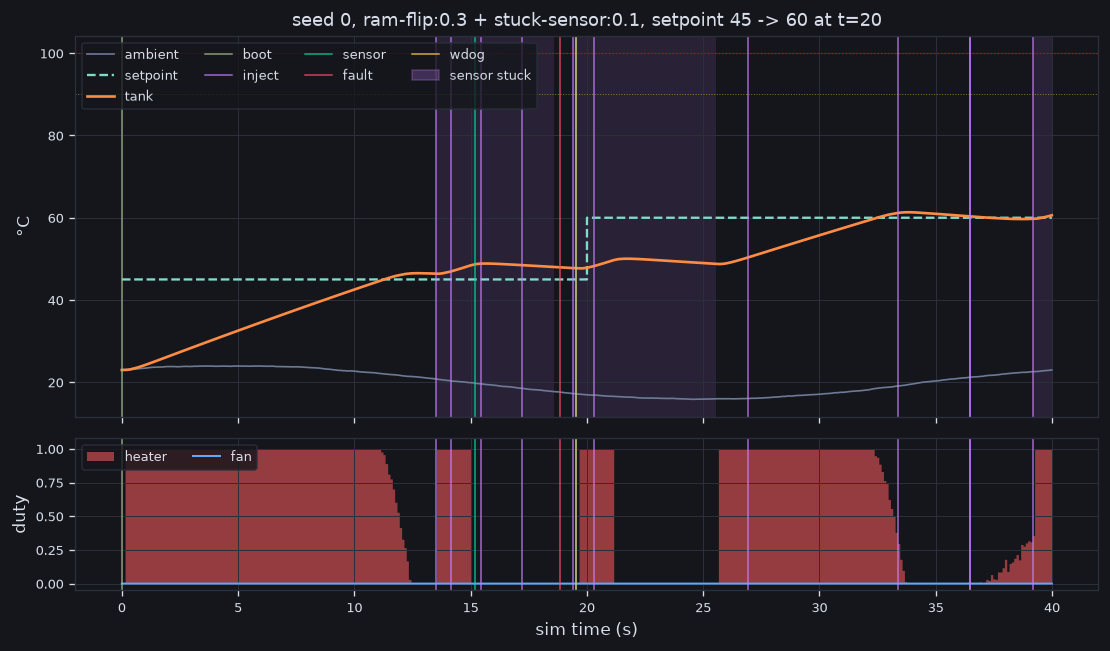 seed 0, ram-flip:0.3 + stuck-sensor:0.1, setpoint 45 -> 60 at t=20
ambient boot sensor wdog
setpoint inject fault sensor stuck
tank
100
80
60
40
20
°C
heater fan
1.00
0.75
0.50
0.25
0.00
duty
0 5 10 15 20 25 30 35 40
sim time (s)